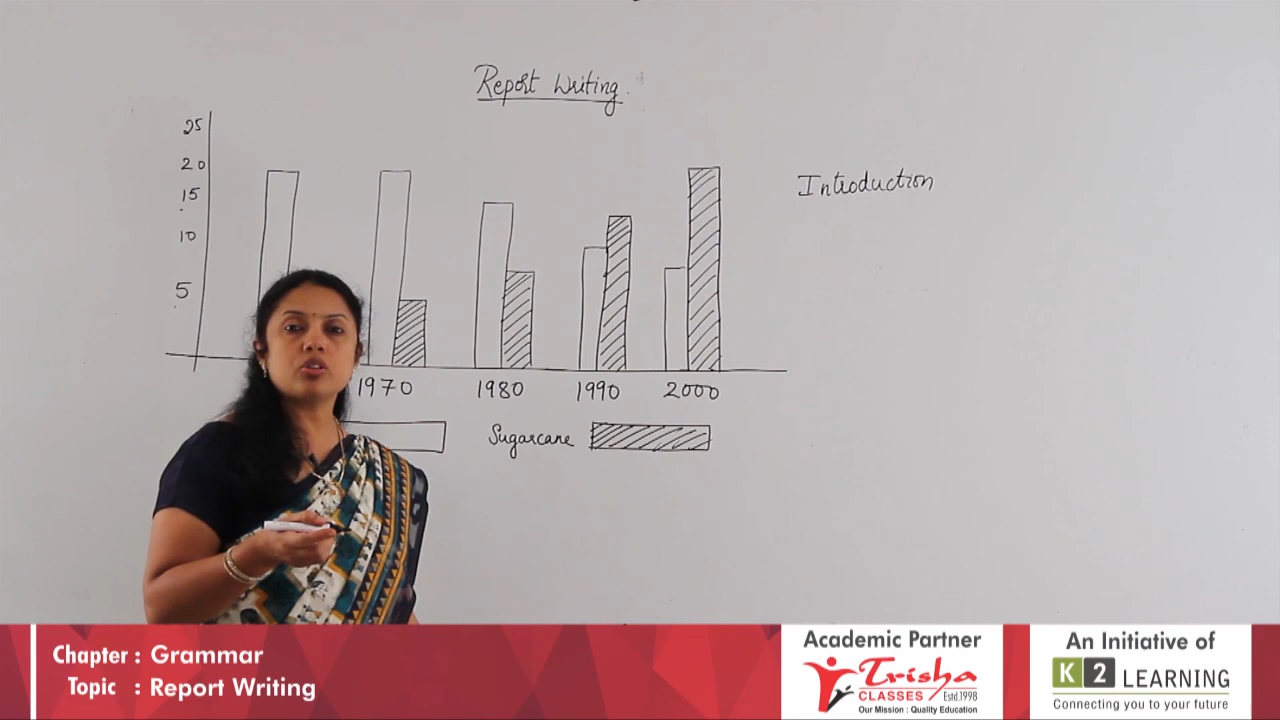 Report Writing.
25
20
15
10
5
Introduction
1970 1980 1990 2000
Sugarcane
Chapter : Grammar
Topic : Report Writing
Academic Partner
Trisha
CLASSES Estd.1998
Our Mission : Quality Education
An Initiative of
K2 LEARNING
Connecting you to your future